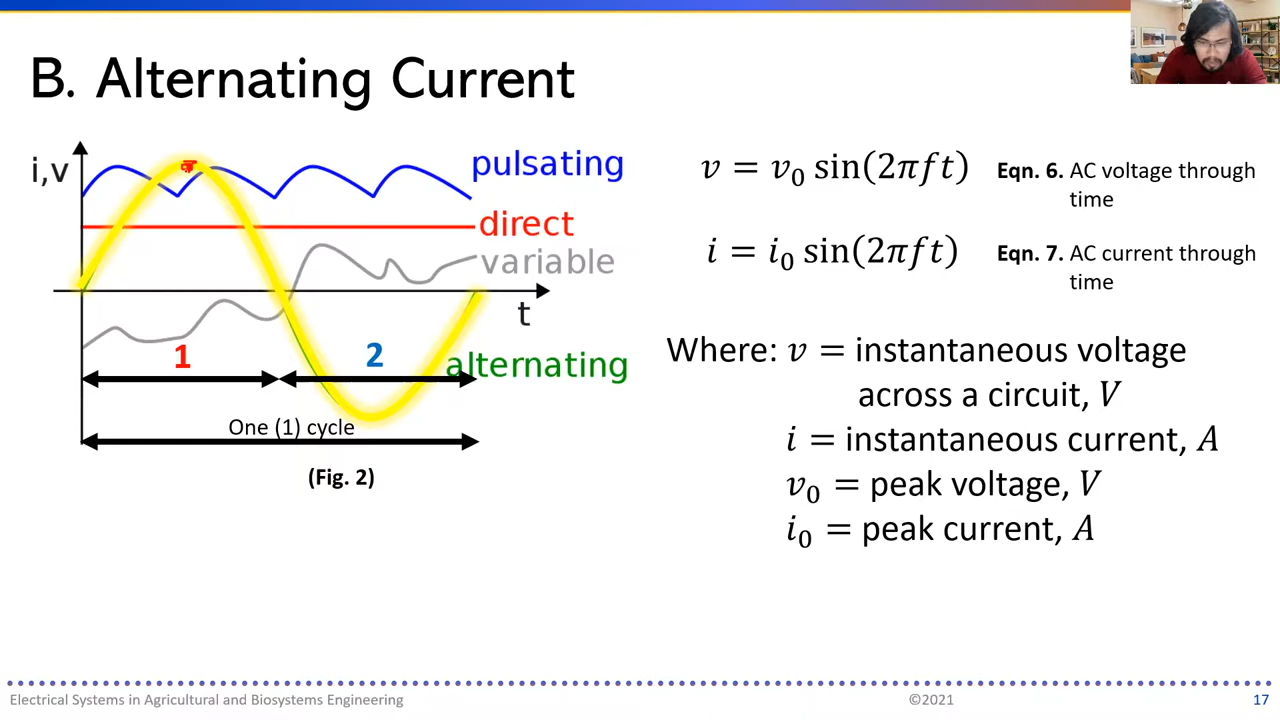 B. Alternating Current
i,v
pulsating
direct
variable
t
alternating
1
2
One (1) cycle
(Fig. 2)
v = v₀ sin(2πft)
Eqn. 6. AC voltage through
time
i = i₀ sin(2πft)
Eqn. 7. AC current through
time
Where: v = instantaneous voltage
across a circuit, V
i = instantaneous current, A
v₀ = peak voltage, V
i₀ = peak current, A
Electrical Systems in Agricultural and Biosystems Engineering
©2021
17